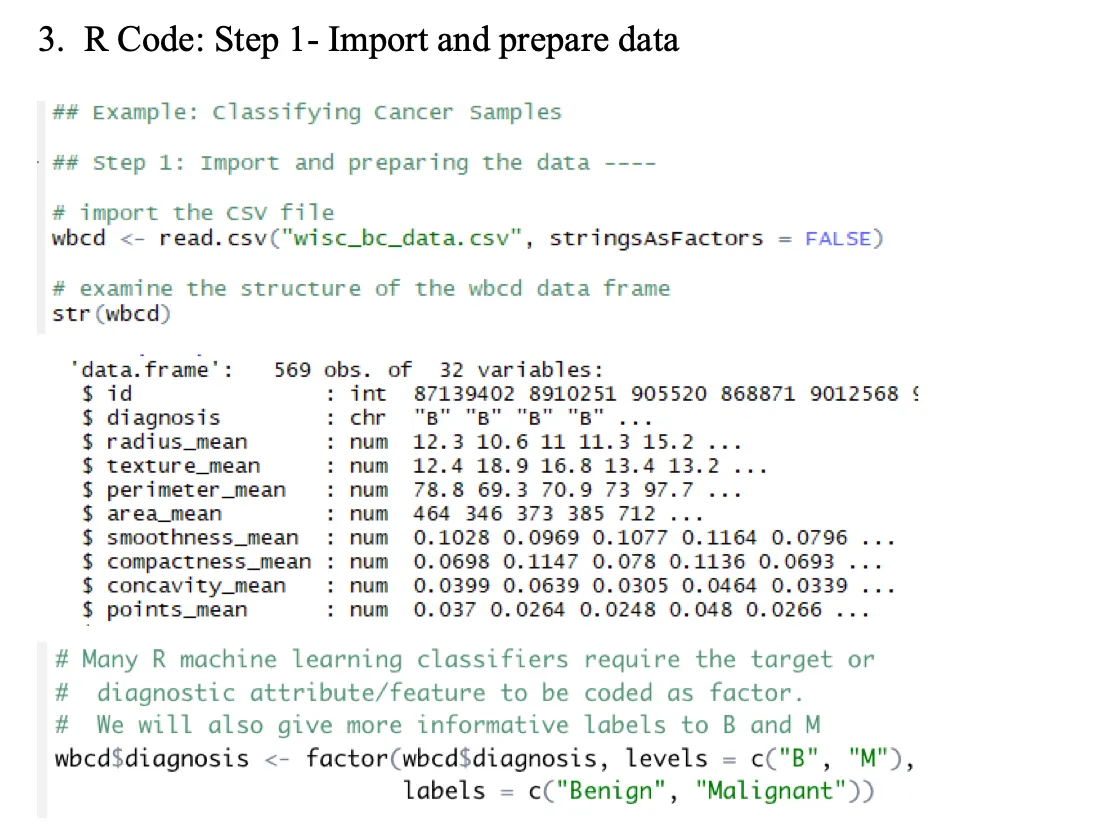 3. R Code: Step 1- Import and prepare data
## Example: Classifying Cancer Samples
## Step 1: Import and preparing the data ----
# import the CSV file
wbcd <- read.csv("wisc_bc_data.csv", stringsAsFactors = FALSE)
# examine the structure of the wbcd data frame
str(wbcd)
'data.frame':   569 obs. of  32 variables:
$ id               : int  87139402 8910251 905520 868871 9012568
$ diagnosis        : chr  "B" "B" "B" "B" ...
$ radius_mean      : num  12.3 10.6 11 11.3 15.2 ...
$ texture_mean     : num  12.4 18.9 16.8 13.4 13.2 ...
$ perimeter_mean   : num  78.8 69.3 70.9 73 97.7 ...
$ area_mean        : num  464 346 373 385 712 ...
$ smoothness_mean  : num  0.1028 0.0969 0.1077 0.1164 0.0796 ...
$ compactness_mean : num  0.0698 0.1147 0.078 0.1136 0.0693 ...
$ concavity_mean   : num  0.0399 0.0639 0.0305 0.0464 0.0339 ...
$ points_mean      : num  0.037 0.0264 0.0248 0.048 0.0266 ...
# Many R machine learning classifiers require the target or
#  diagnostic attribute/feature to be coded as factor.
#  We will also give more informative labels to B and M
wbcd$diagnosis <- factor(wbcd$diagnosis, levels = c("B", "M"),
labels = c("Benign", "Malignant"))